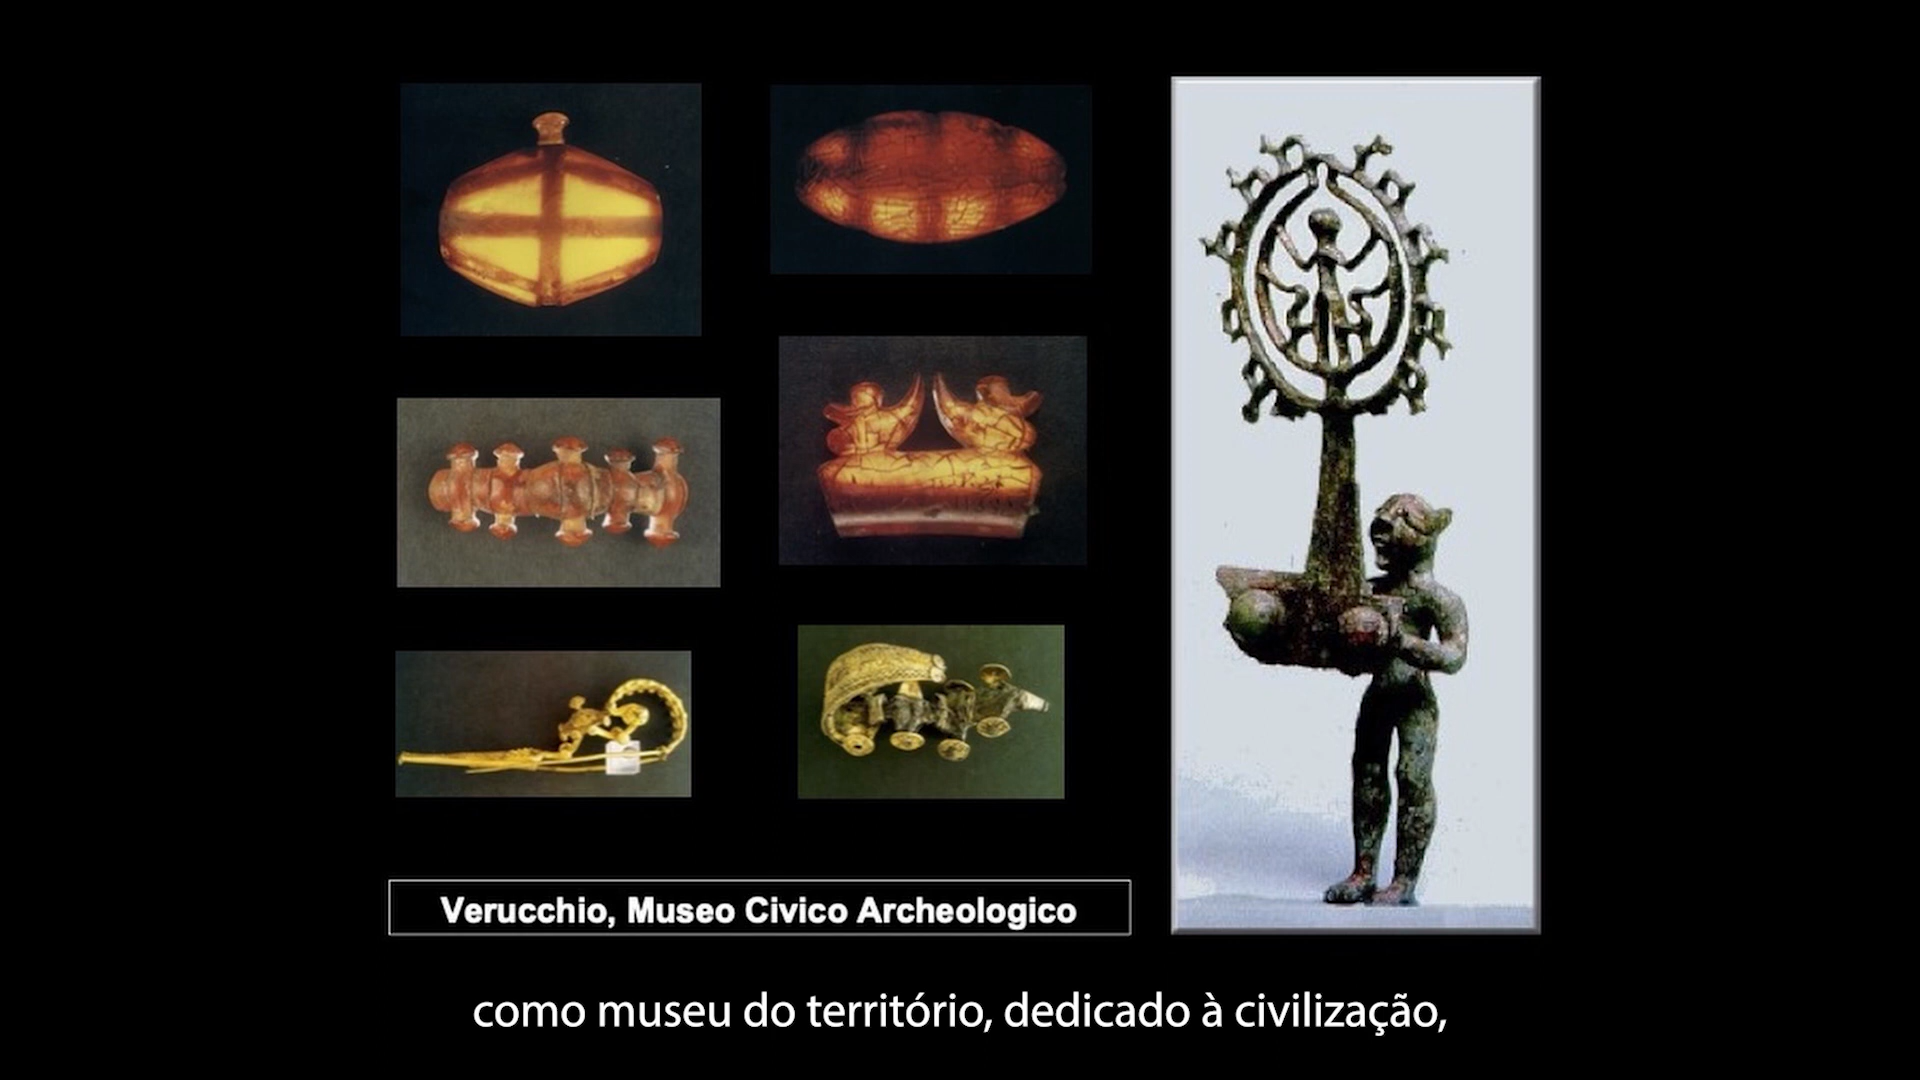 Verucchio, Museo Civico Archeologico
como museu do território, dedicado à civilização,